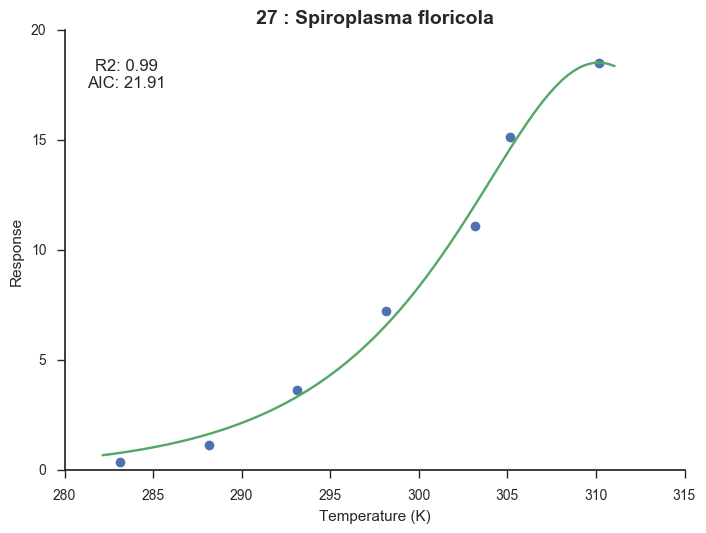 27 : Spiroplasma floricola
R2: 0.99
AIC: 21.91
Response
20
15
10
5
0
280 285 290 295 300 305 310 315
Temperature (K)